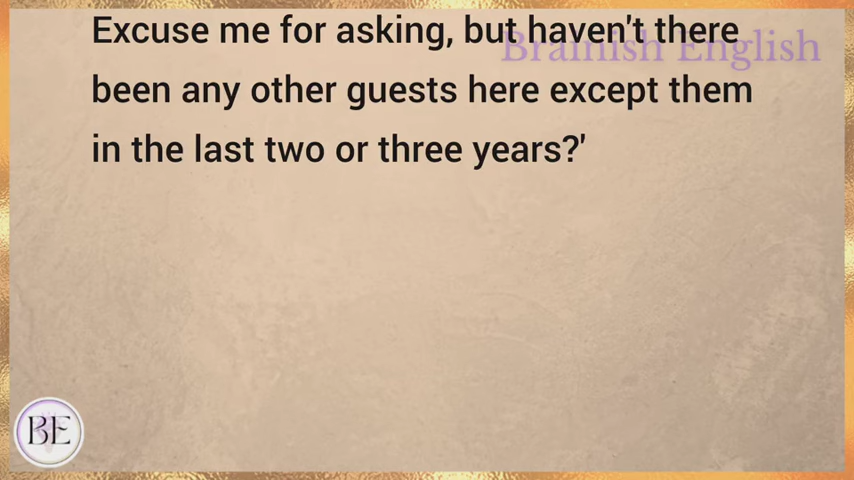 Excuse me for asking, but haven't there
Brainish English
been any other guests here except them
in the last two or three years?'
BE